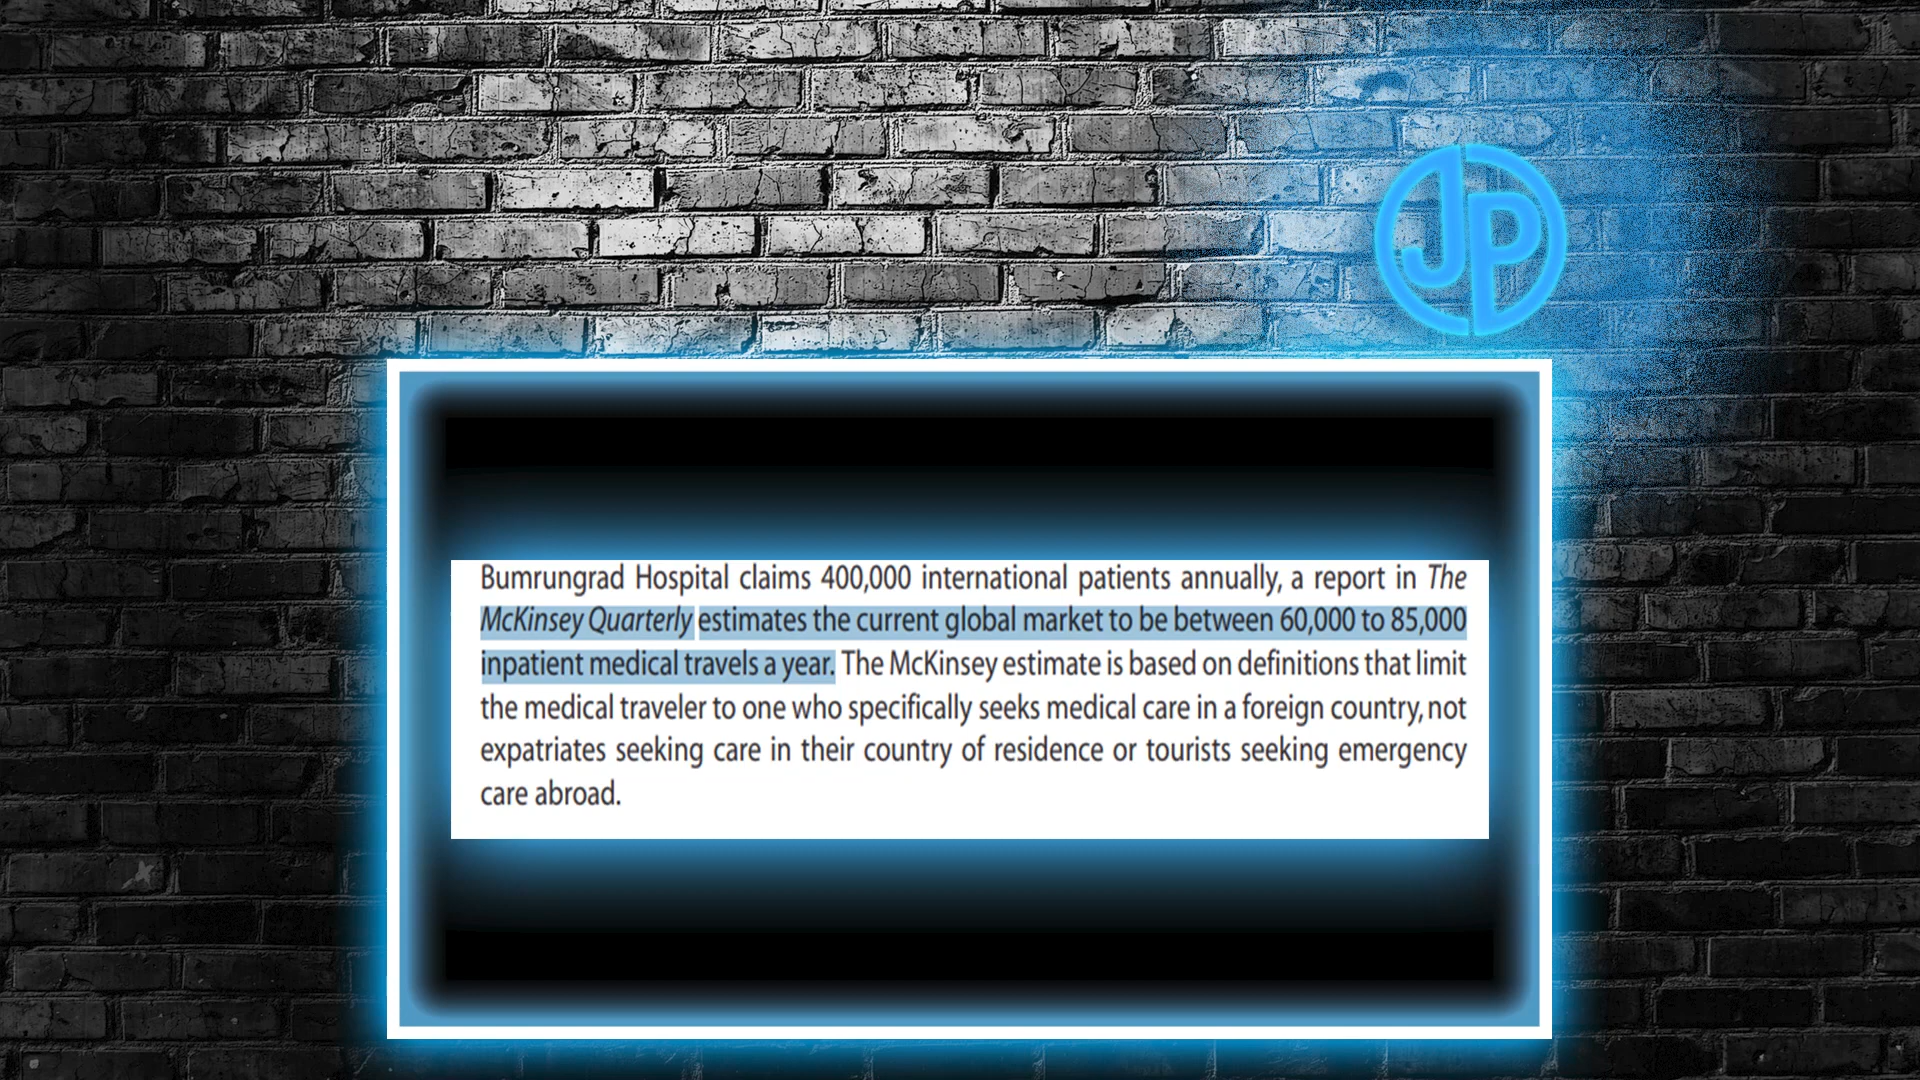 JP
Bumrungrad Hospital claims 400,000 international patients annually, a report in The
McKinsey Quarterly estimates the current global market to be between 60,000 to 85,000
inpatient medical travels a year. The McKinsey estimate is based on definitions that limit
the medical traveler to one who specifically seeks medical care in a foreign country, not
expatriates seeking care in their country of residence or tourists seeking emergency
care abroad.